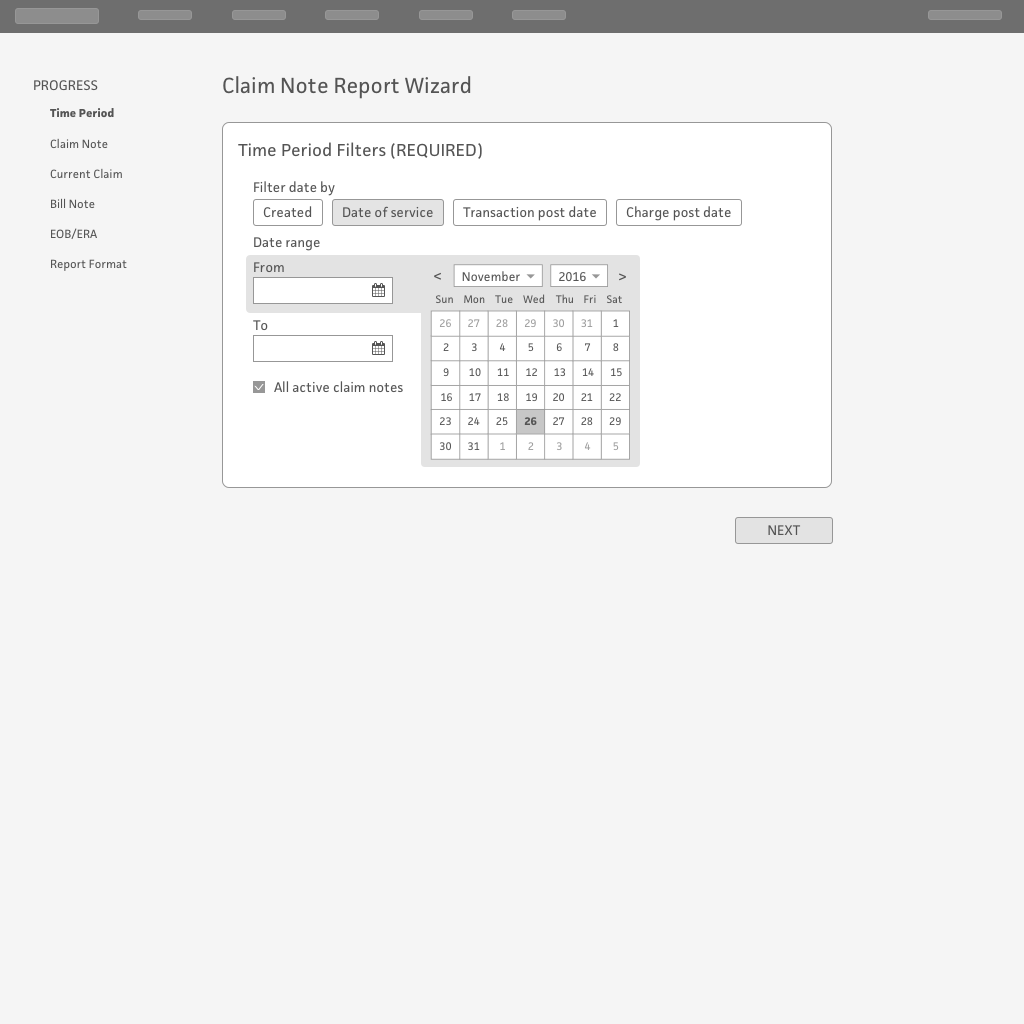 PROGRESS
Time Period
Claim Note
Current Claim
Bill Note
EOB/ERA
Report Format
Claim Note Report Wizard
Time Period Filters (REQUIRED)
Filter date by
Created Date of service Transaction post date Charge post date
Date range
From
To
All active claim notes
< November 2016 >
Sun Mon Tue Wed Thu Fri Sat
26 27 28 29 30 31 1
2 3 4 5 6 7 8
9 10 11 12 13 14 15
16 17 18 19 20 21 22
23 24 25 26 27 28 29
30 31 1 2 3 4 5
NEXT